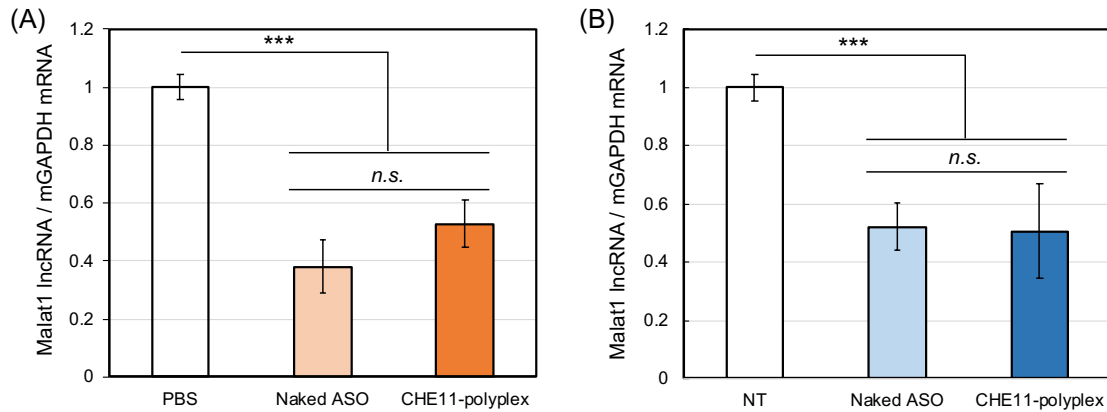 (A)
Malat1 lncRNA / mGAPDH mRNA
1.2
1
0.8
0.6
0.4
0.2
0
***
n.s.
PBS
Naked ASO
CHE11-polyplex
(B)
Malat1 lncRNA / mGAPDH mRNA
1.2
1
0.8
0.6
0.4
0.2
0
***
n.s.
NT
Naked ASO
CHE11-polyplex